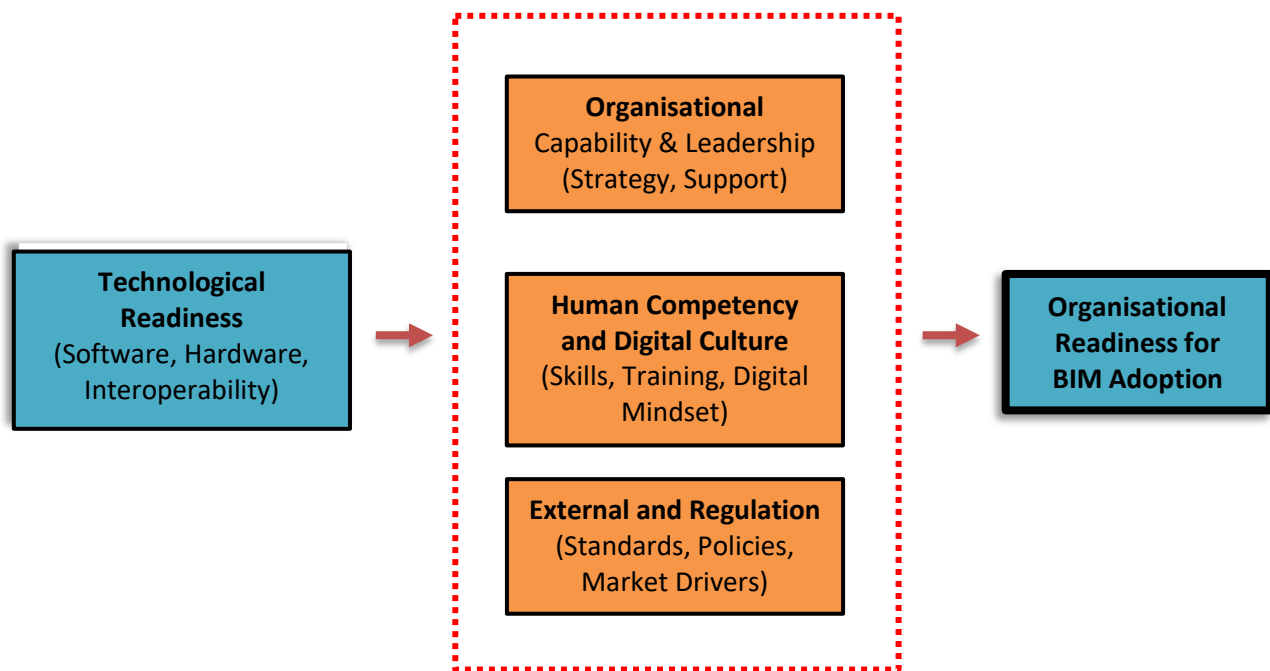 Technological
Readiness
(Software, Hardware,
Interoperability)
Organisational
Capability & Leadership
(Strategy, Support)
Human Competency
and Digital Culture
(Skills, Training, Digital
Mindset)
External and Regulation
(Standards, Policies,
Market Drivers)
Organisational
Readiness for
BIM Adoption